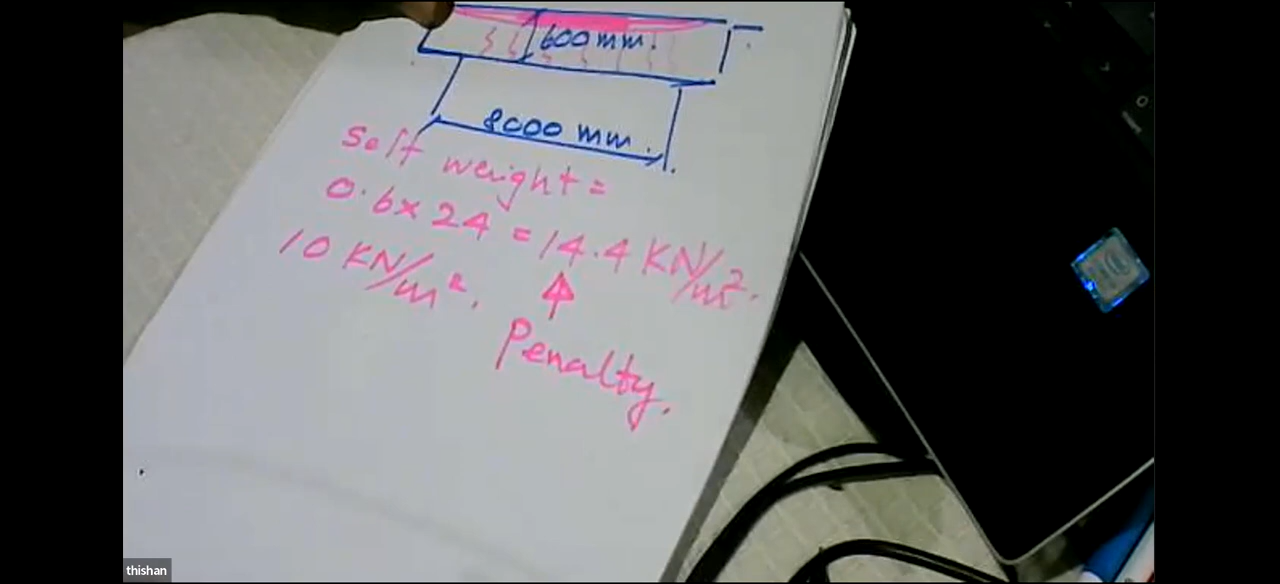 600 mm.
8000 mm.
Self weight =
0.6 x 24 = 14.4 KN/m².
10 KN/m².
Penalty.
thishan